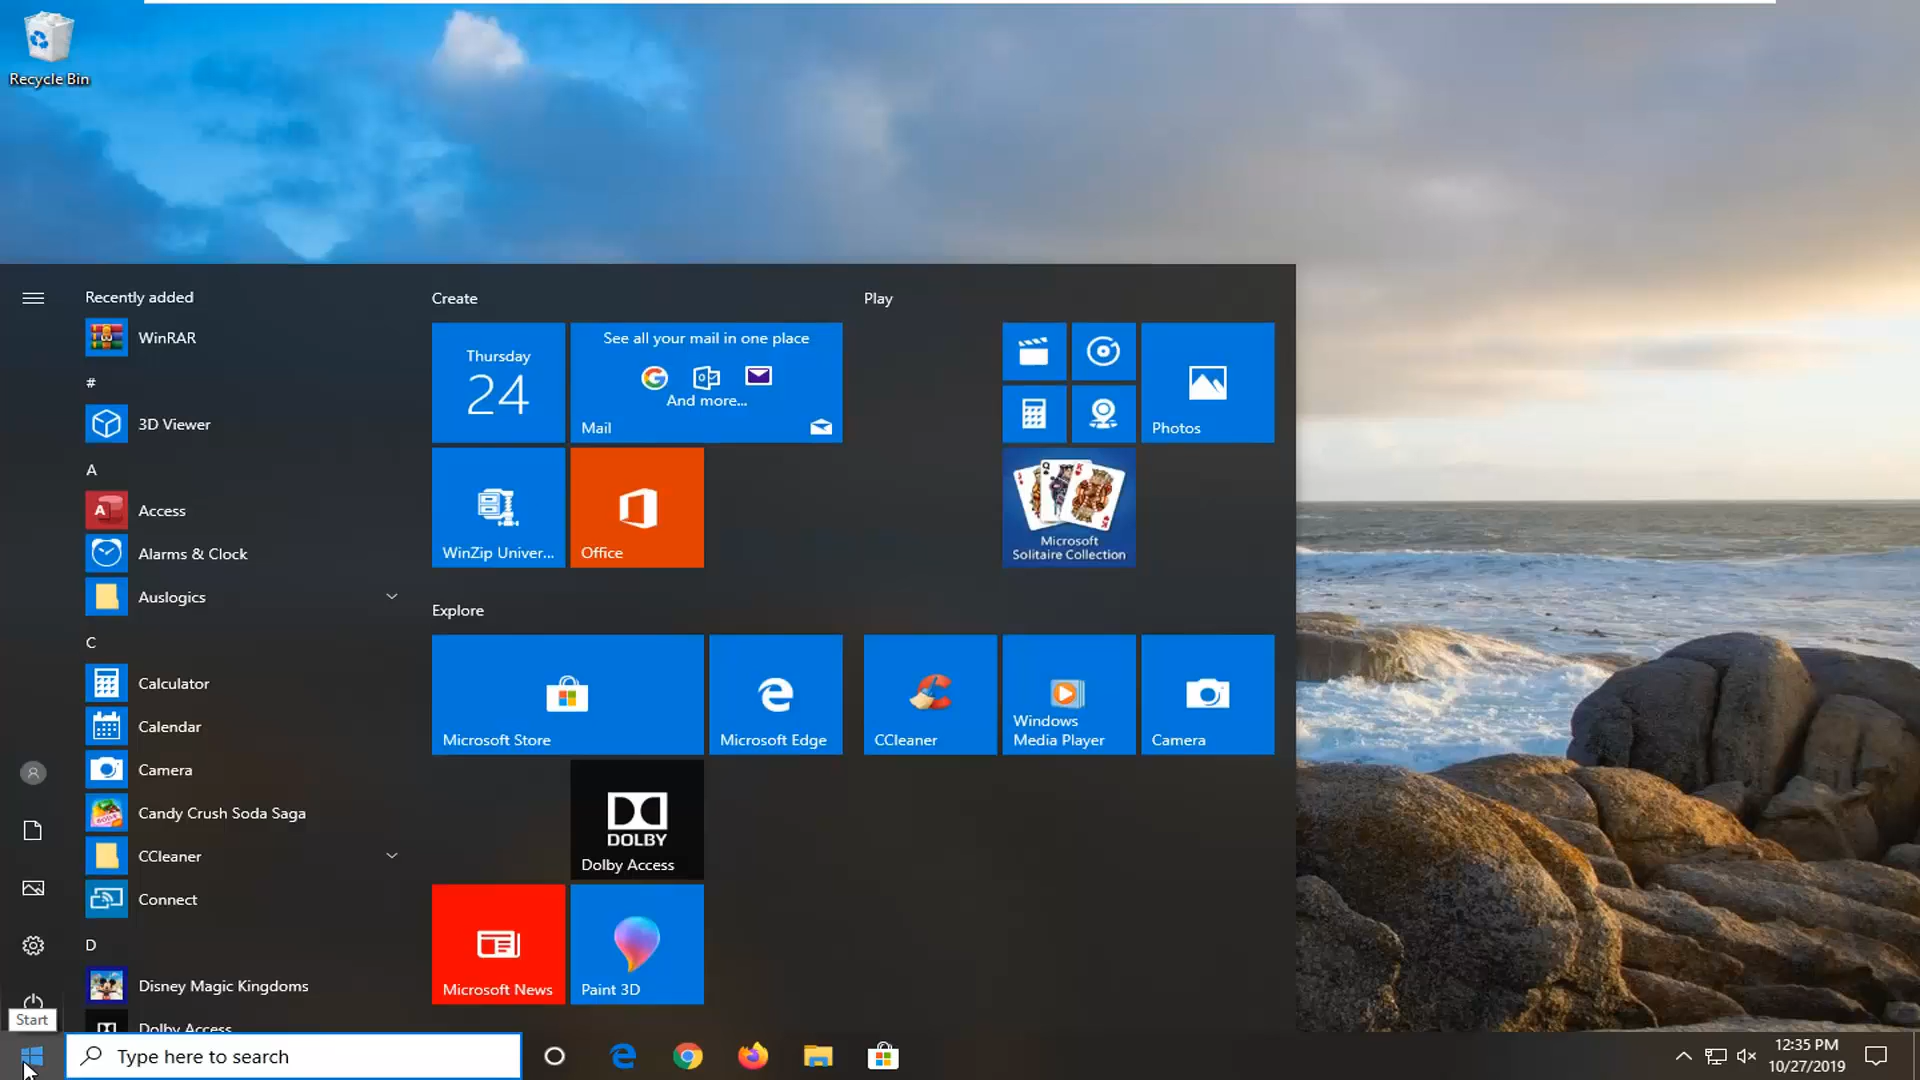 Recycle Bin
Recently added
WinRAR
#
3D Viewer
A
Access
Alarms & Clock
Auslogics
C
Calculator
Calendar
Camera
Candy Crush Soda Saga
CCleaner
Connect
D
Disney Magic Kingdoms
Dolby Access
Create
Thursday
24
See all your mail in one place
And more...
Mail
WinZip Univer...
Office
Play
Photos
Microsoft
Solitaire Collection
Explore
Microsoft Store
Microsoft Edge
CCleaner
Windows
Media Player
Camera
DOLBY
Dolby Access
Microsoft News
Paint 3D
Start
Type here to search
12:35 PM
10/27/2019